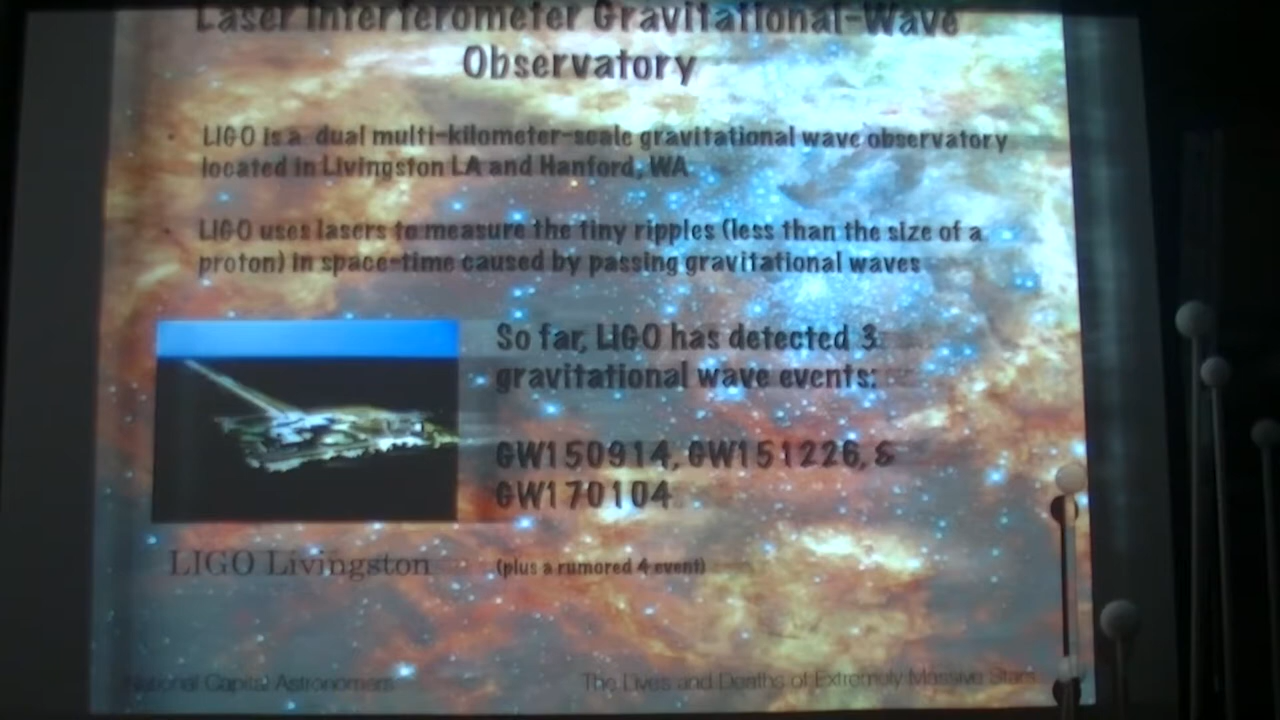 Laser Interferometer Gravitational-Wave
Observatory
LIGO is a dual multi-kilometer-scale gravitational wave observatory
located in Livingston LA and Hanford, WA
LIGO uses lasers to measure the tiny ripples (less than the size of a
proton) in space-time caused by passing gravitational waves
So far, LIGO has detected 3
gravitational wave events:
GW150914, GW151226, &
GW170104
LIGO Livingston
(plus a rumored 4 event)
National Capital Astronomers
The Lives and Deaths of Extremely Massive Stars